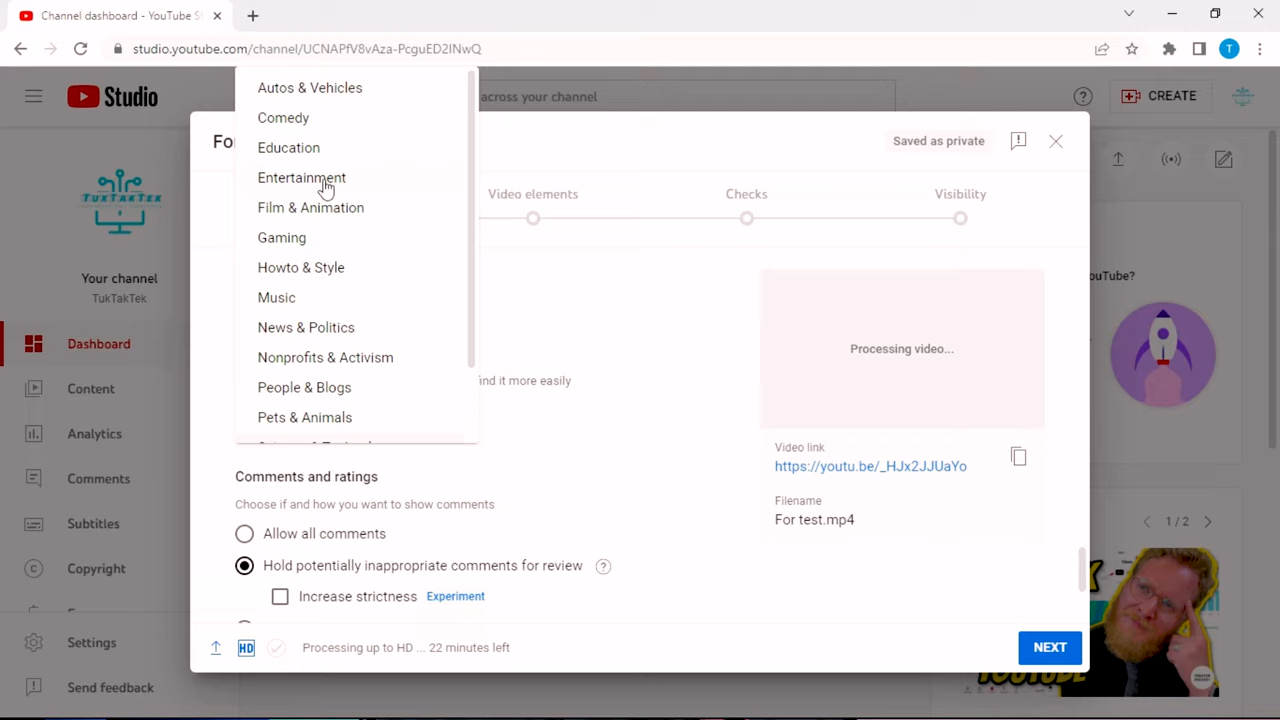 Channel dashboard - YouTube S
studio.youtube.com/channel/UCNAPfV8vAza-PcguED2INwQ
T
Studio
across your channel
CREATE
TukTakTek
Your channel
TukTakTek
Dashboard
Content
Analytics
Comments
Subtitles
Copyright
Settings
Send feedback
Autos & Vehicles
Comedy
Education
Entertainment
Film & Animation
Gaming
Howto & Style
Music
News & Politics
Nonprofits & Activism
People & Blogs
Pets & Animals
Saved as private
Video elements
Checks
Visibility
find it more easily
Processing video...
Video link
https://youtu.be/_HJx2JJUaYo
Filename
For test.mp4
Comments and ratings
Choose if and how you want to show comments
Allow all comments
Hold potentially inappropriate comments for review
Increase strictness Experiment
HD Processing up to HD ... 22 minutes left
NEXT
YouTube?
1 / 2